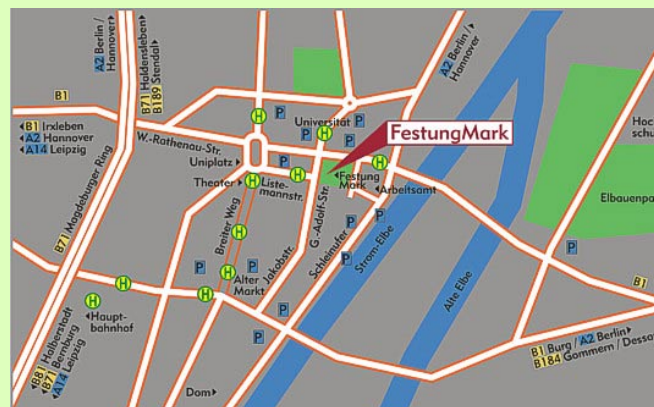 A2 Berlin /
Hannover
B71 Haldensleben
B189 Stendal
A2 Berlin /
Hannover
B1
B1 Irxleben
A2 Hannover
A14 Leipzig
W.-Rathenau-Str.
Universität
FestungMark
Uniplatz
Theater
Liste-
mannstr.
Festung
Mark
Arbeitsamt
Hoc
schu
Elbauenpa
B71 Magdeburger Ring
Breiter Weg
Jakobstr.
G.-Adolf-Str.
Schleinufer
Strom-Elbe
Alte Elbe
Alter
Markt
Haupt-
bahnhof
B1
B81 Halberstadt
B71 Bernburg
A14 Leipzig
Dom
B1 Burg / A2 Berlin
B184 Gommern / Dessa
H
H
H
H
H
H
H
H
H
H
P
P
P
P
P
P
P
P
P
P
P
P
P